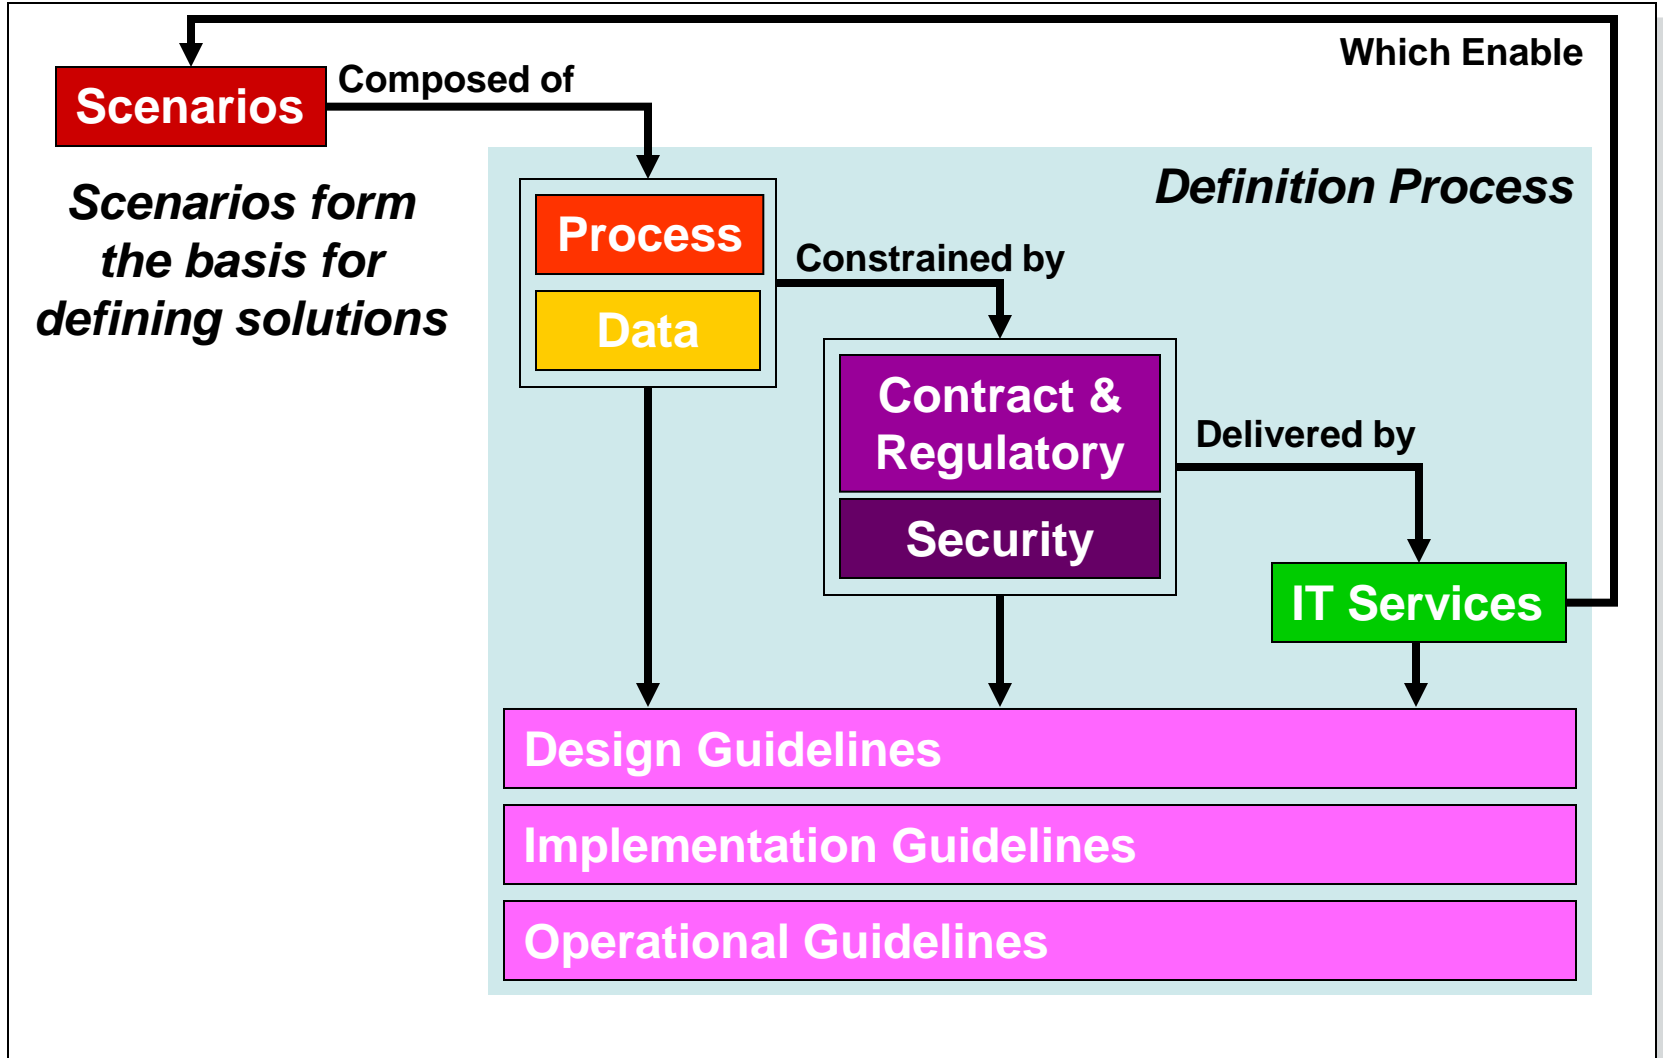 Which Enable
Scenarios
Composed of
Scenarios form
the basis for
defining solutions
Definition Process
Process
Data
Constrained by
Contract &
Regulatory
Security
Delivered by
IT Services
Design Guidelines
Implementation Guidelines
Operational Guidelines